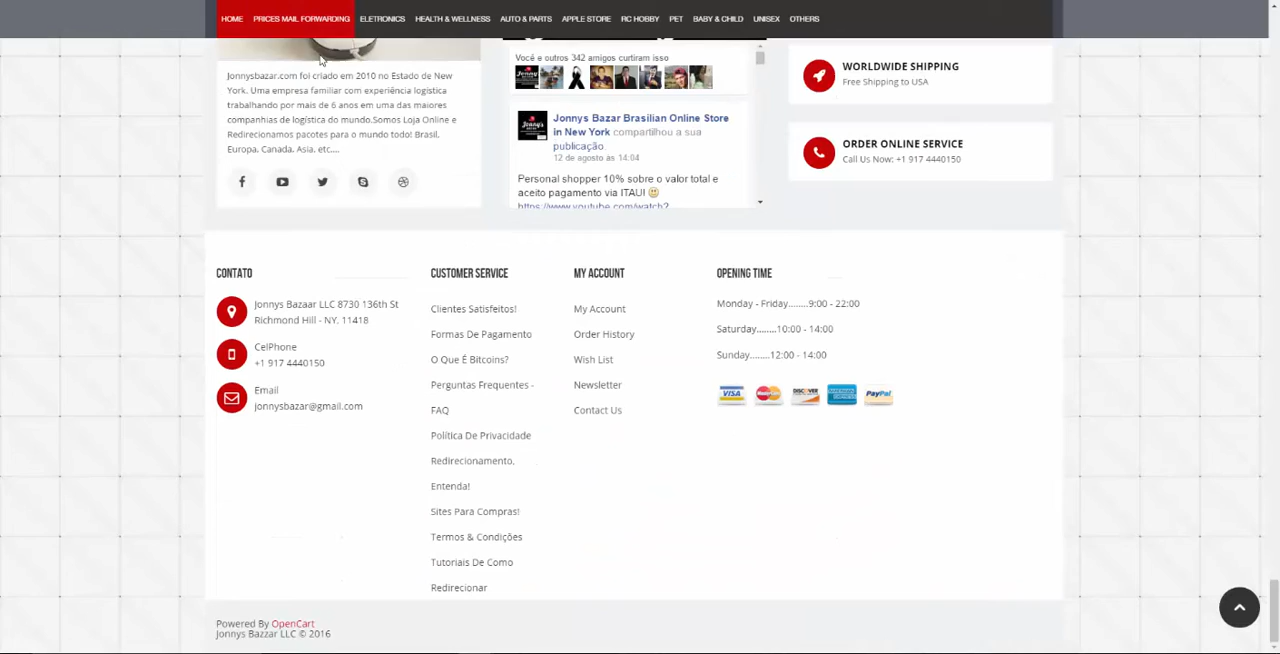 HOME PRICES MAIL FORWARDING ELETRONICS HEALTH & WELLNESS AUTO & PARTS APPLE STORE RC HOBBY PET BABY & CHILD UNISEX OTHERS
Jonnysbazar.com foi criado em 2010 no Estado de New
York. Uma empresa familiar com experiência logística
trabalhando por mais de 6 anos em uma das maiores
companhias de logística do mundo.Somos Loja Online e
Redirecionamos pacotes para o mundo todo! Brasil,
Europa, Canada, Asia, etc....
Você e outros 342 amigos curtiram isso
Jonnys Bazar Brasilian Online Store
in New York compartilhou a sua
publicação.
12 de agosto às 14:04
Personal shopper 10% sobre o valor total e
aceito pagamento via ITAU!
https://www.youtube.com/watch?
WORLDWIDE SHIPPING
Free Shipping to USA
ORDER ONLINE SERVICE
Call Us Now: +1 917 4440150
CONTATO
Jonnys Bazaar LLC 8730 136th St
Richmond Hill - NY, 11418
CelPhone
+1 917 4440150
Email
jonnysbazar@gmail.com
CUSTOMER SERVICE
Clientes Satisfeitos!
Formas De Pagamento
O Que É Bitcoins?
Perguntas Frequentes -
FAQ
Política De Privacidade
Redirecionamento,
Entenda!
Sites Para Compras!
Termos & Condições
Tutoriais De Como
Redirecionar
MY ACCOUNT
My Account
Order History
Wish List
Newsletter
Contact Us
OPENING TIME
Monday - Friday........9:00 - 22:00
Saturday........10:00 - 14:00
Sunday........12:00 - 14:00
VISA MasterCard DISCOVER PayPal
Powered By OpenCart
Jonnys Bazzar LLC © 2016